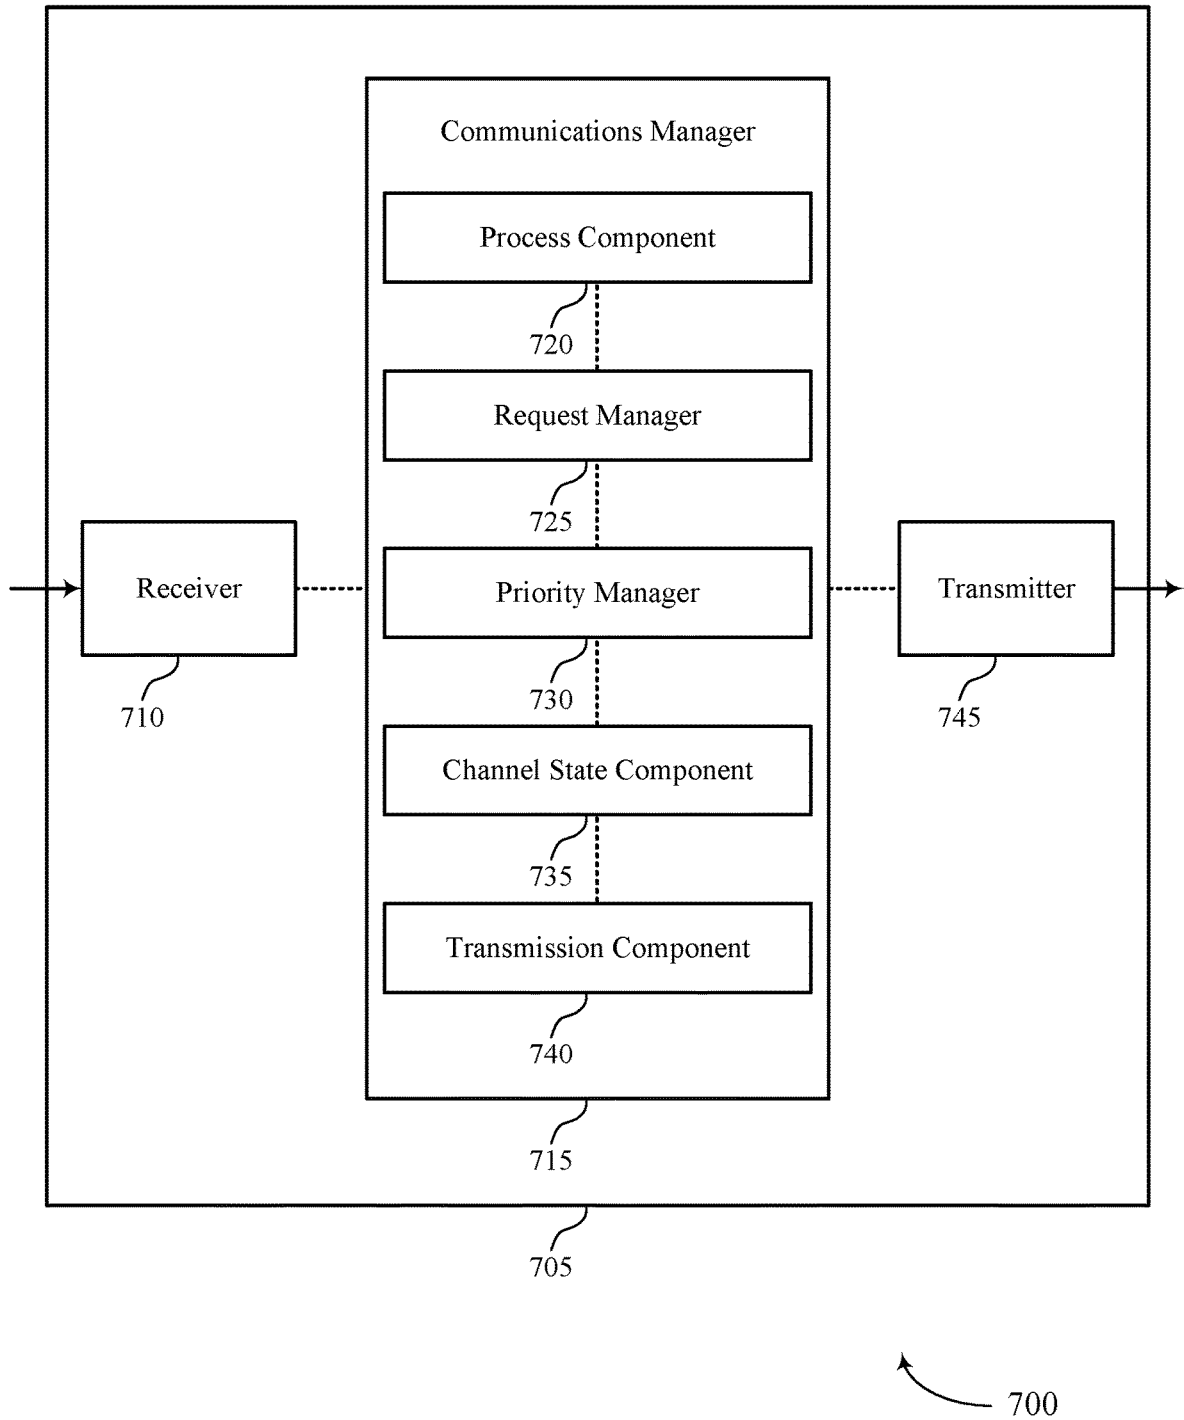 Communications Manager
Process Component
720
Request Manager
725
Receiver
710
Priority Manager
730
Transmitter
745
Channel State Component
735
Transmission Component
740
715
705
700